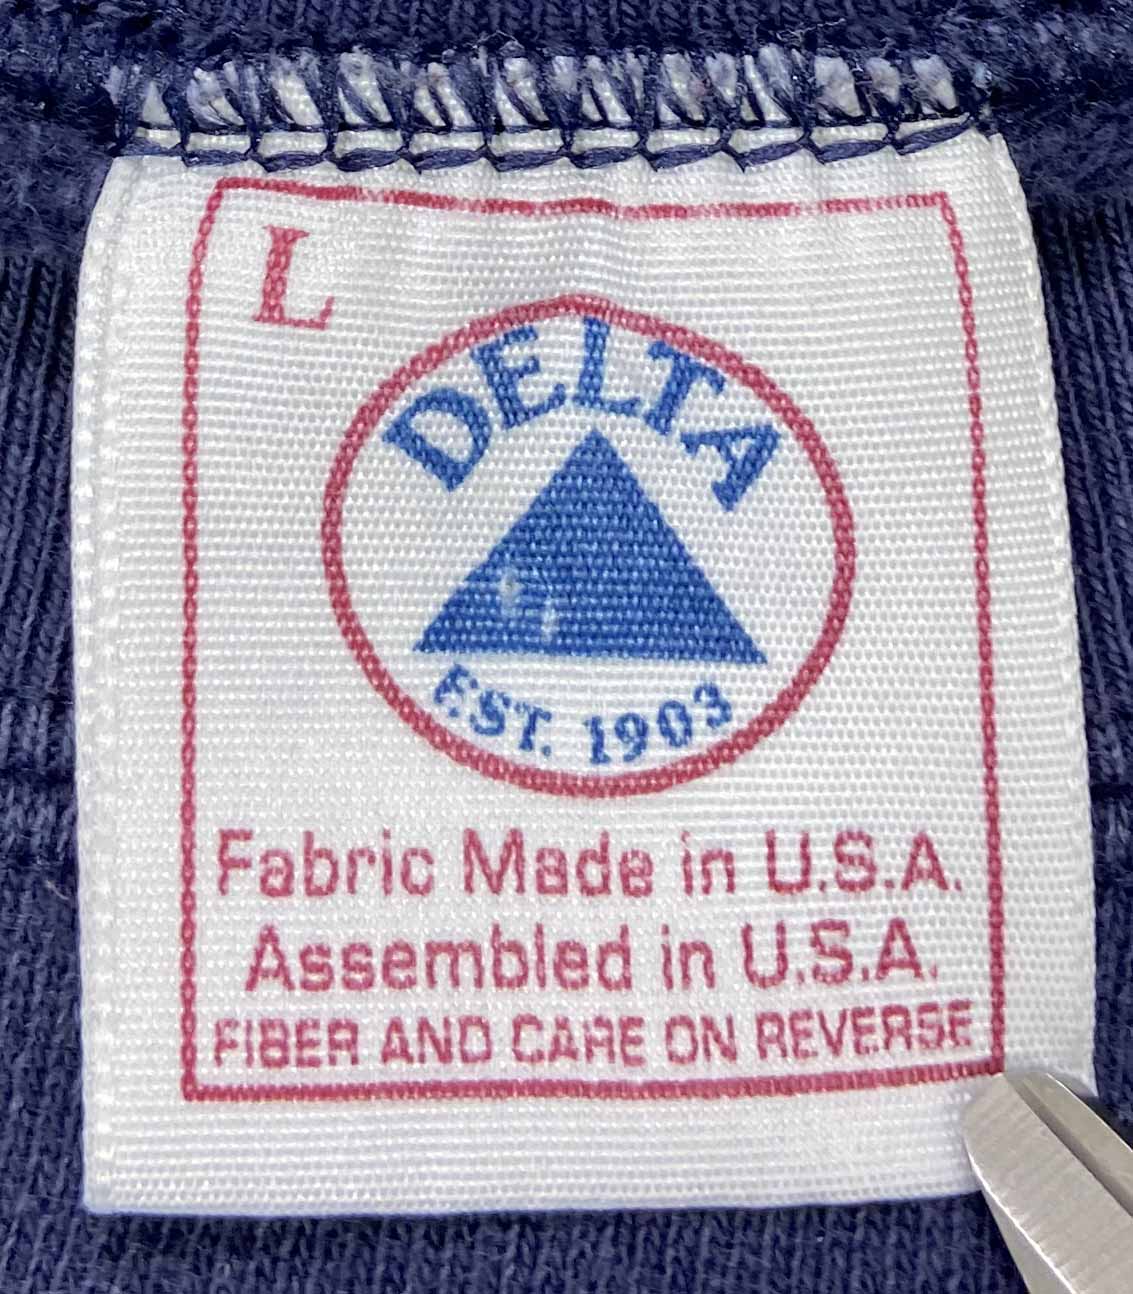 L
DELTA
EST. 1903
Fabric Made in U.S.A.
Assembled in U.S.A.
FIBER AND CARE ON REVERSE